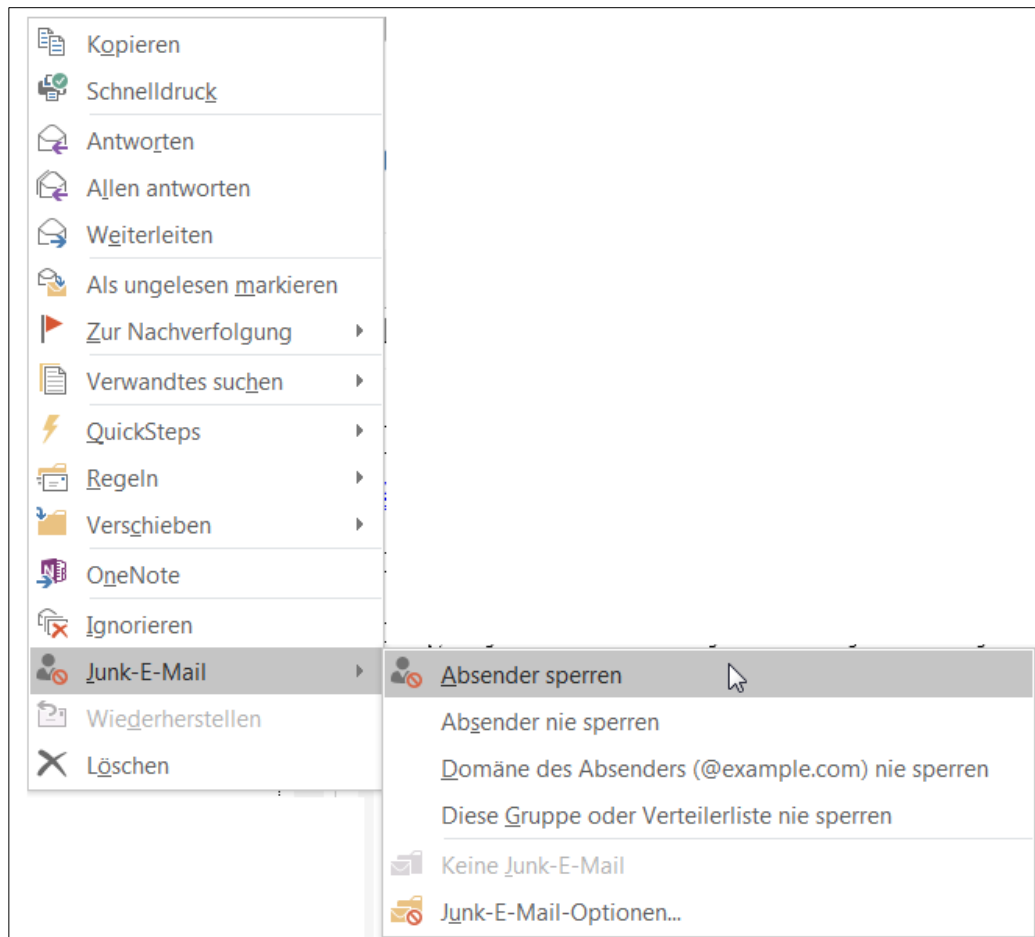 Kopieren
Schnelldruck
Antworten
Allen antworten
Weiterleiten
Als ungelesen markieren
Zur Nachverfolgung
Verwandtes suchen
QuickSteps
Regeln
Verschieben
OneNote
Ignorieren
Junk-E-Mail
Wiederherstellen
Löschen
Absender sperren
Absender nie sperren
Domäne des Absenders (@example.com) nie sperren
Diese Gruppe oder Verteilerliste nie sperren
Keine Junk-E-Mail
Junk-E-Mail-Optionen...